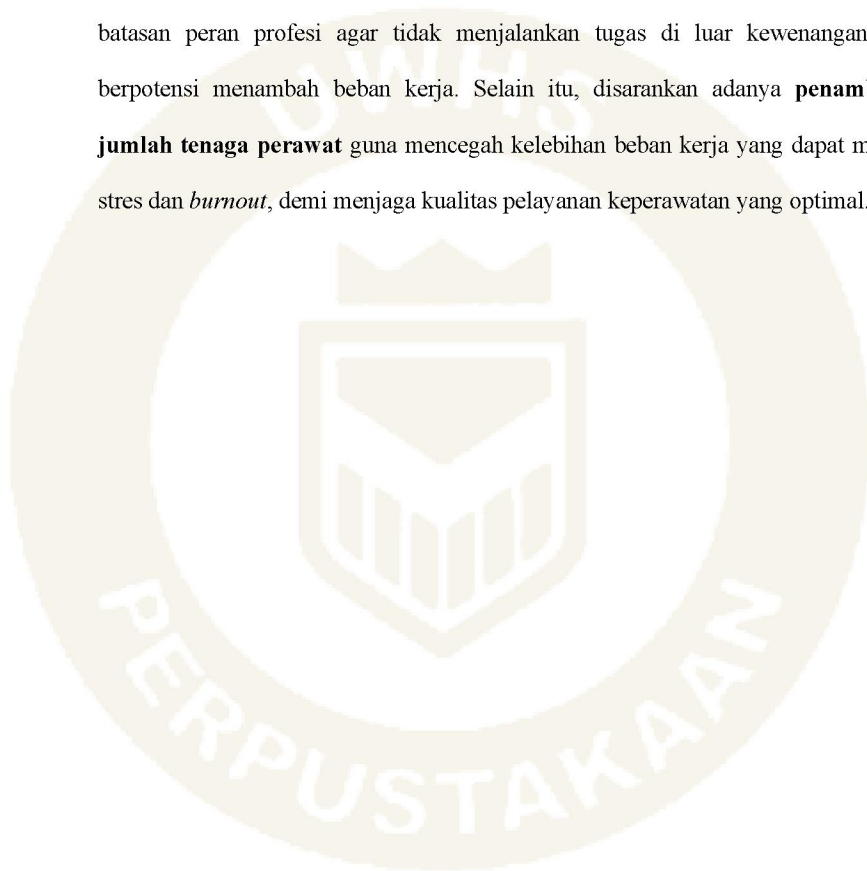 batasan peran profesi agar tidak menjalankan tugas di luar kewenangan
berpotensi menambah beban kerja. Selain itu, disarankan adanya
jumlah tenaga perawat guna mencegah kelebihan beban kerja yang dapat
stres dan burnout, demi menjaga kualitas pelayanan keperawatan yang optimal.
UWHS
PERPUSTAKAAN